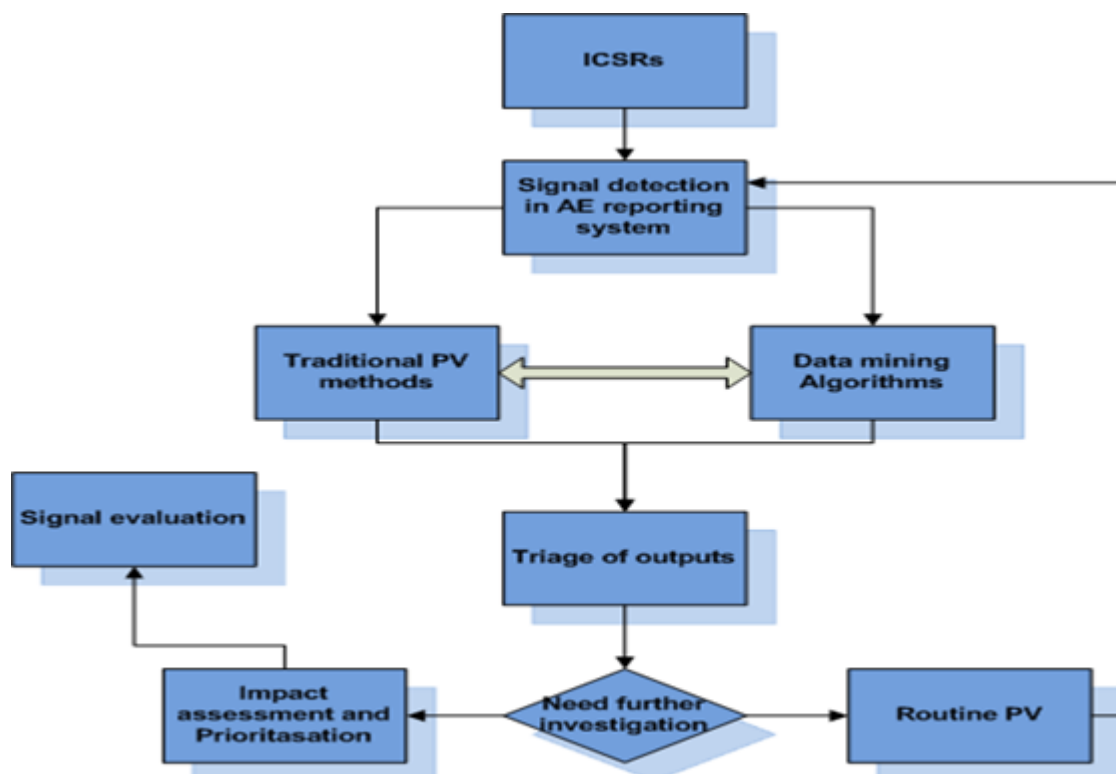 ICSRs
Signal detection
in AE reporting
system
Traditional PV
methods
Data mining
Algorithms
Signal evaluation
Triage of outputs
Impact
assessment and
Prioritasation
Need further
investigation
Routine PV